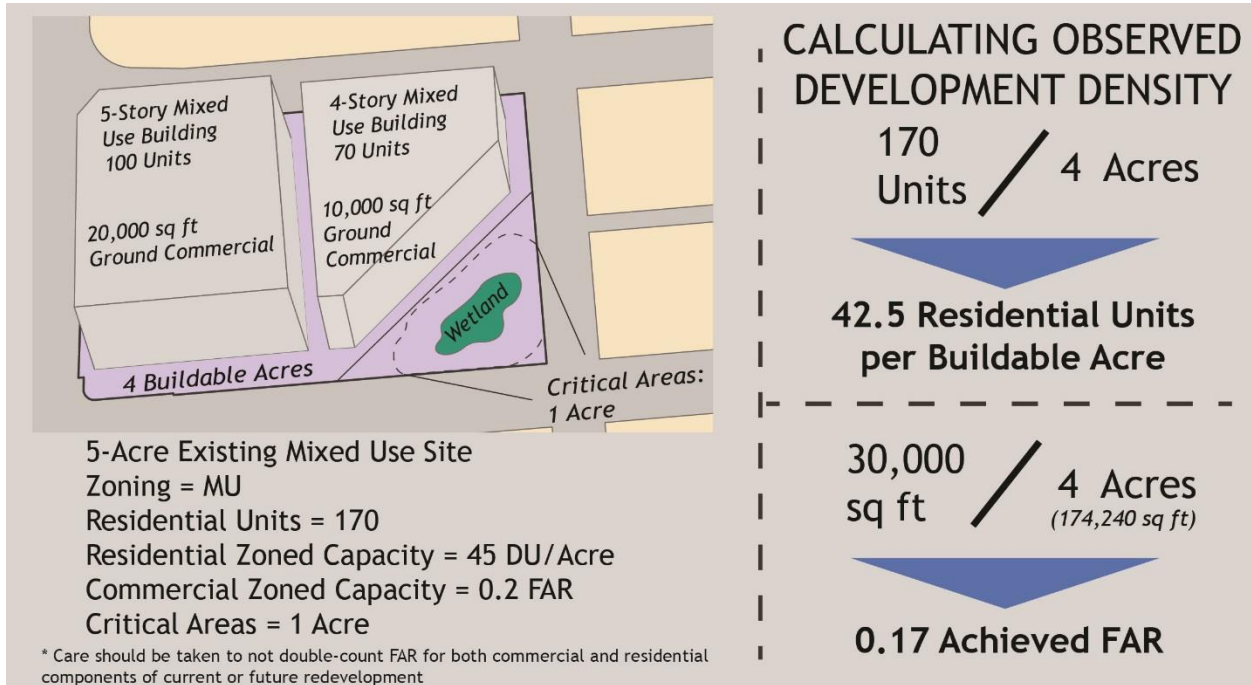 5-Story Mixed
Use Building
100 Units
20,000 sq ft
Ground Commercial
4-Story Mixed
Use Building
70 Units
10,000 sq ft
Ground
Commercial
Wetland
4 Buildable Acres
Critical Areas:
1 Acre
5-Acre Existing Mixed Use Site
Zoning = MU
Residential Units = 170
Residential Zoned Capacity = 45 DU/Acre
Commercial Zoned Capacity = 0.2 FAR
Critical Areas = 1 Acre
* Care should be taken to not double-count FAR for both commercial and residential
components of current or future redevelopment
CALCULATING OBSERVED
DEVELOPMENT DENSITY
170
Units
4 Acres
42.5 Residential Units
per Buildable Acre
30,000
sq ft
4 Acres
(174,240 sq ft)
0.17 Achieved FAR